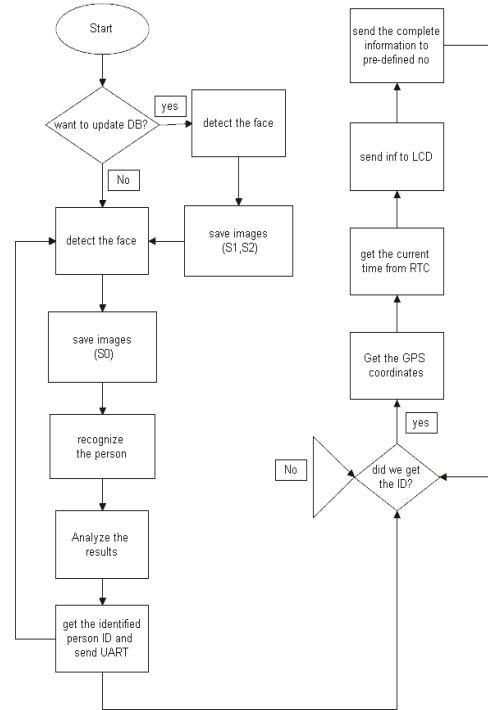 Start
want to update DB?
yes
detect the face
No
detect the face
save images
(S1,S2)
save images
(S0)
recognize
the person
Analyze the
results
get the identified
person ID and
send UART
send the complete
information to
pre-defined no
send inf to LCD
get the current
time from RTC
Get the GPS
coordinates
yes
No
did we get
the ID?